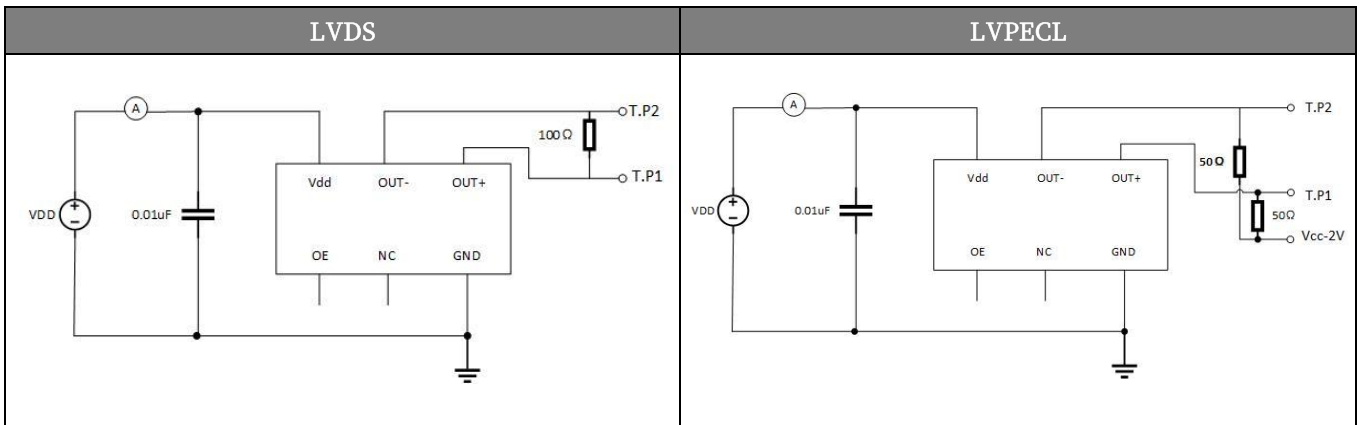 LVDS
A
T.P2
100Ω
T.P1
Vdd OUT- OUT+
VDD
+
−
0.01uF
OE NC GND
LVPECL
A
T.P2
50Ω
Vdd OUT- OUT+
T.P1
VDD
+
−
0.01uF
50Ω
Vcc-2V
OE NC GND